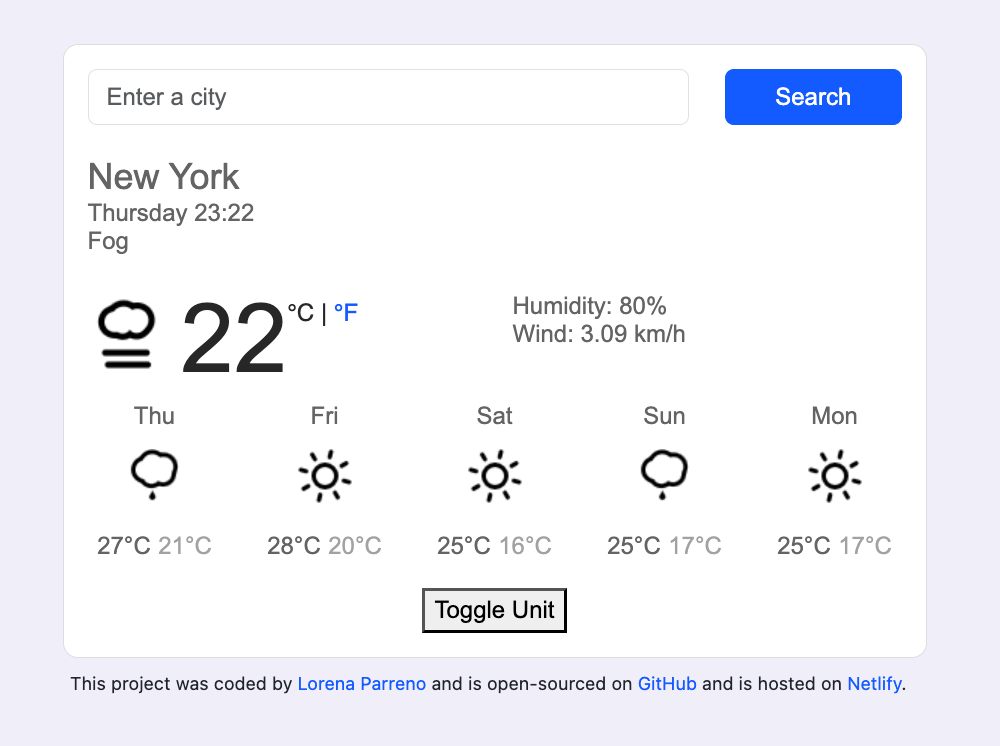 Enter a city
Search
New York
Thursday 23:22
Fog
22 °C | °F
Humidity: 80%
Wind: 3.09 km/h
Thu Fri Sat Sun Mon
27°C 21°C 28°C 20°C 25°C 16°C 25°C 17°C 25°C 17°C
Toggle Unit
This project was coded by Lorena Parreno and is open-sourced on GitHub and is hosted on Netlify.